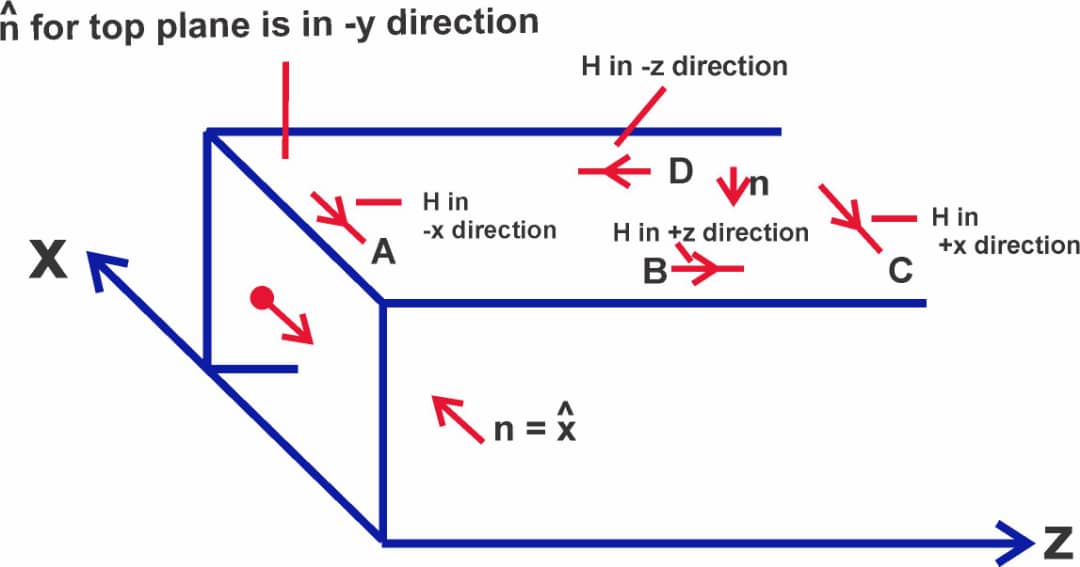 n̂ for top plane is in -y direction
H in -z direction
D
n
H in
-x direction
A
H in +z direction
B
H in
+x direction
C
X
n = x̂
Z